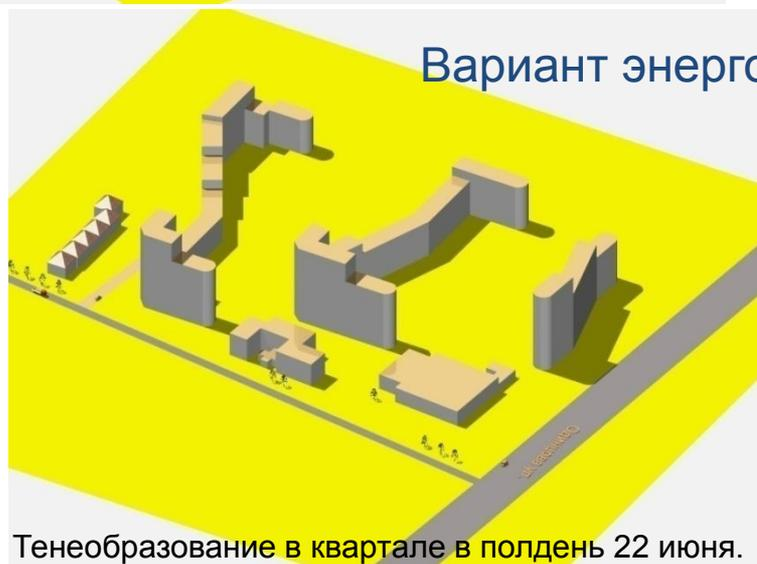 Вариант энерго
Тенеобразование в квартале в полдень 22 июня.